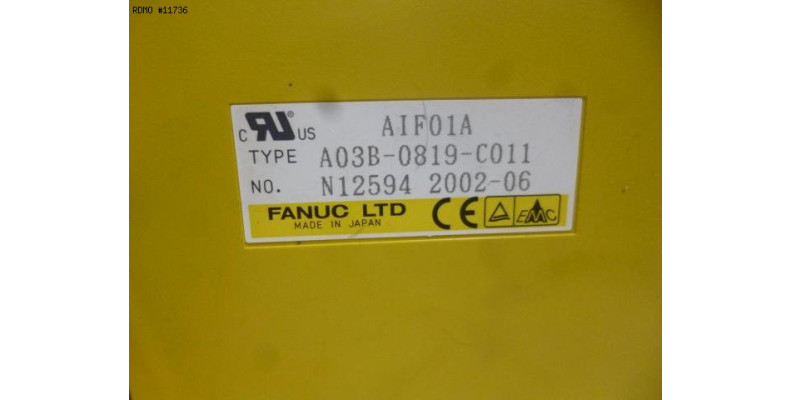 RDMO #11736
C RU ® US AIF01A
TYPE A03B-0819-C011
NO. N12594 2002-06
FANUC LTD CE EMC
MADE IN JAPAN